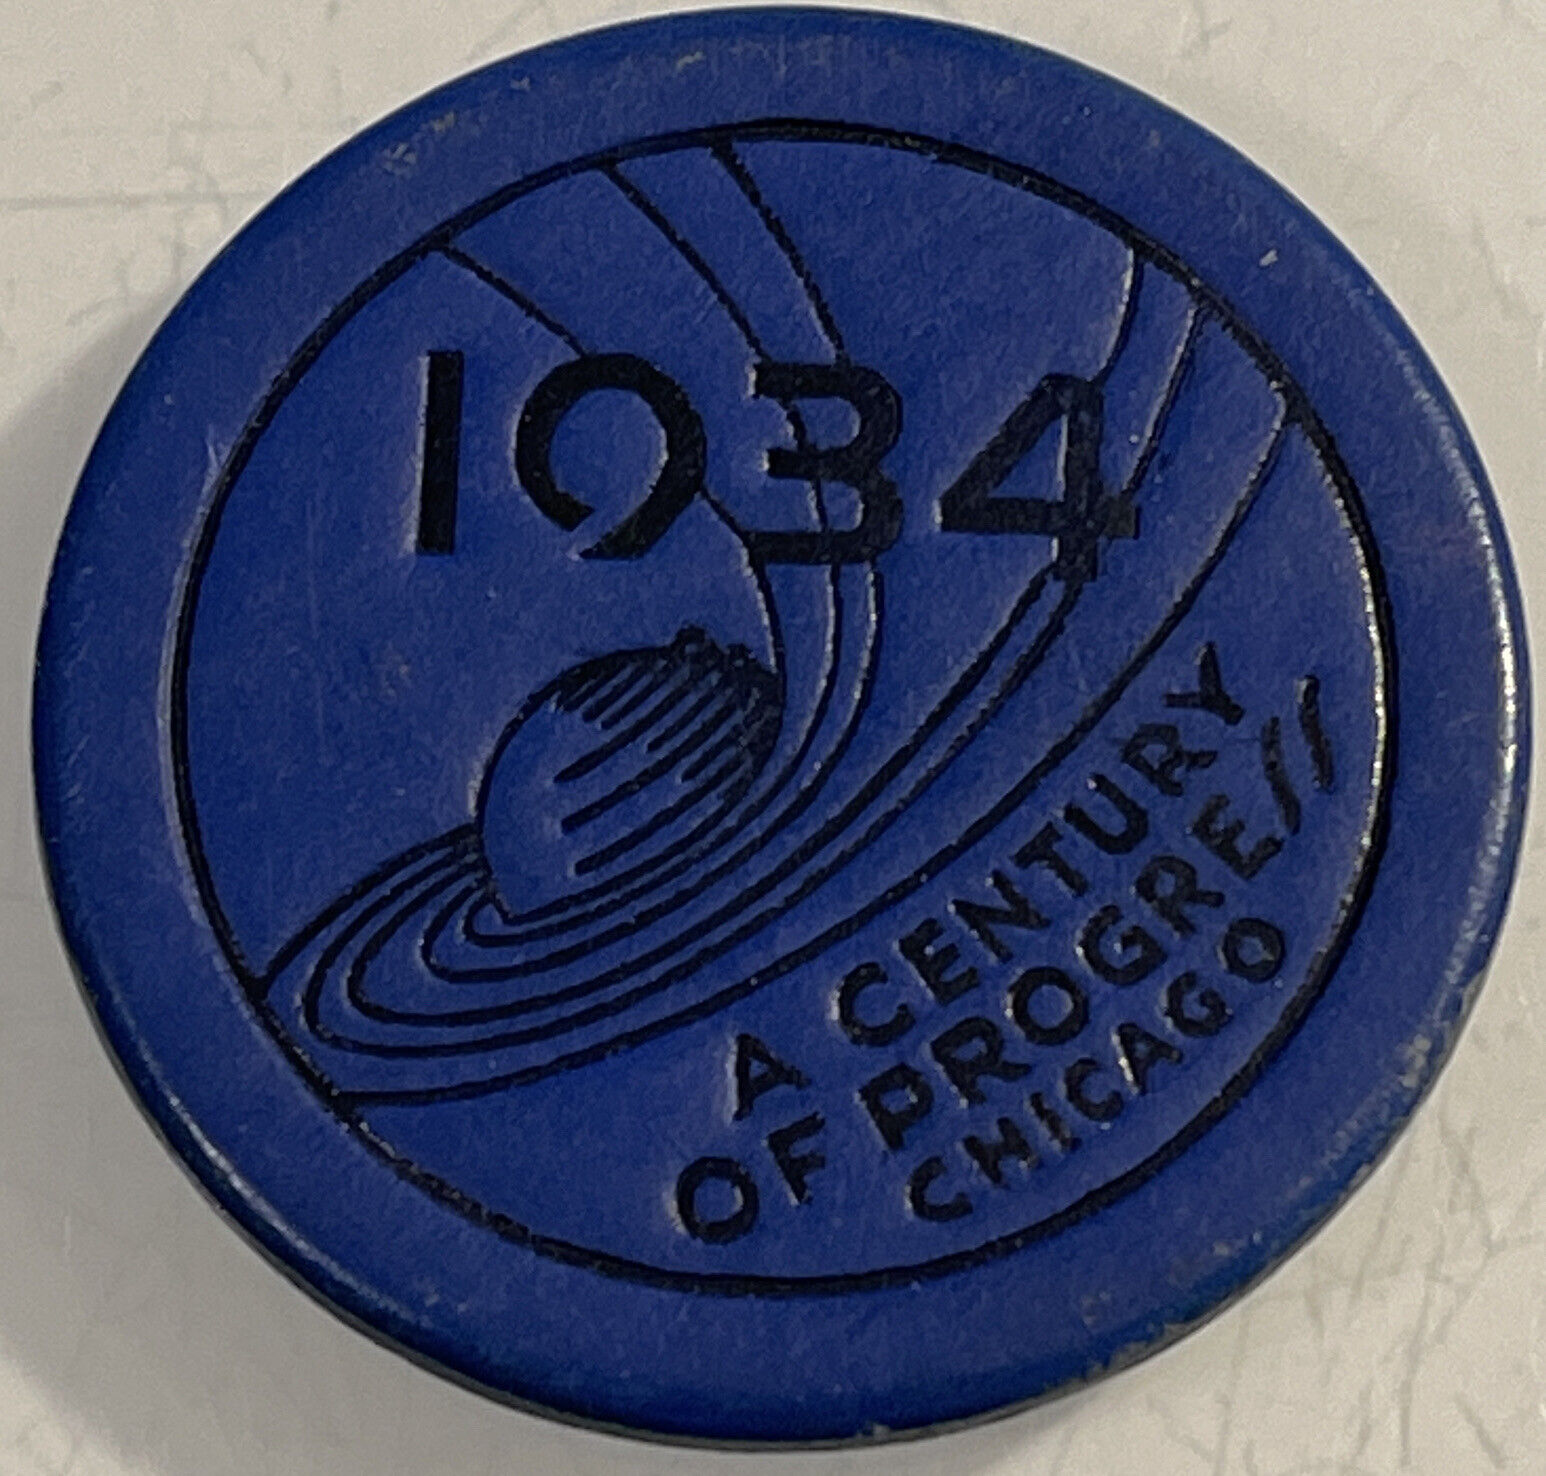 1934
A CENTURY
OF PROGRESS
CHICAGO